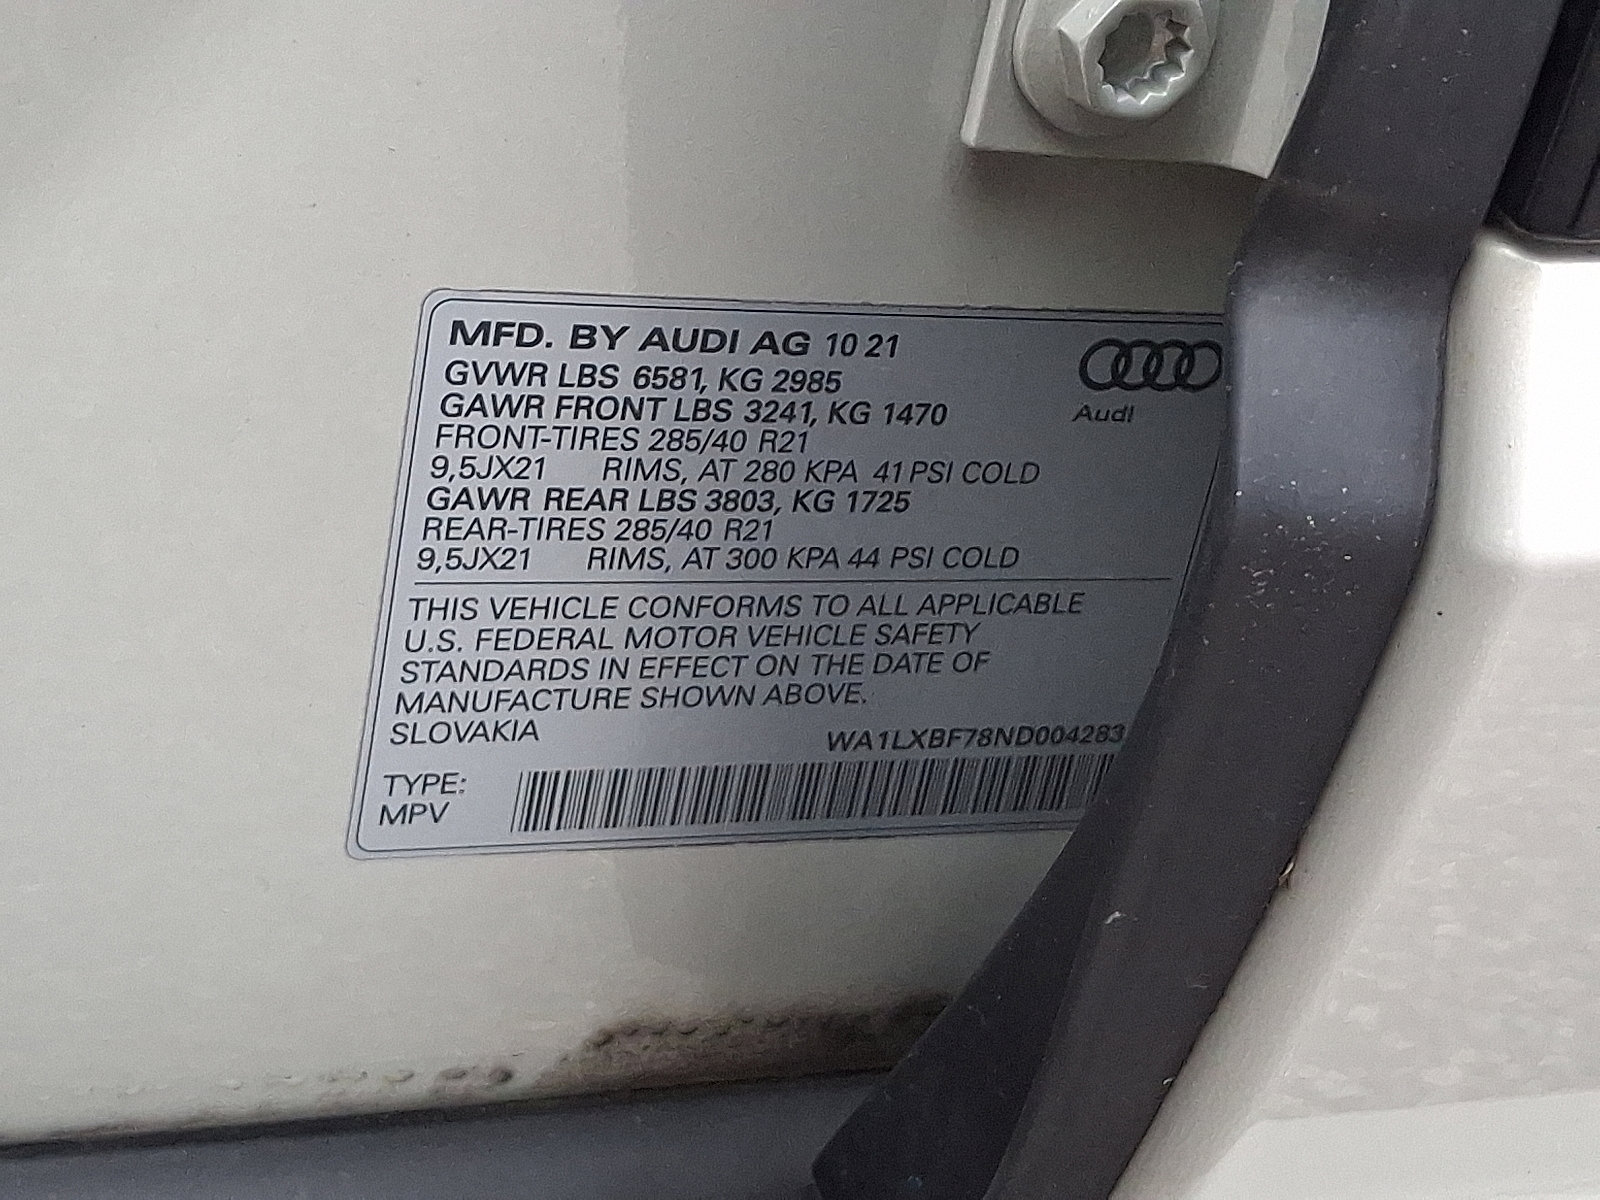 MFD. BY AUDI AG 10 21
GVWR LBS 6581, KG 2985
GAWR FRONT LBS 3241, KG 1470
FRONT-TIRES 285/40 R21
9,5JX21 RIMS, AT 280 KPA 41 PSI COLD
GAWR REAR LBS 3803, KG 1725
REAR-TIRES 285/40 R21
9,5JX21 RIMS, AT 300 KPA 44 PSI COLD
Audi
THIS VEHICLE CONFORMS TO ALL APPLICABLE
U.S. FEDERAL MOTOR VEHICLE SAFETY
STANDARDS IN EFFECT ON THE DATE OF
MANUFACTURE SHOWN ABOVE.
SLOVAKIA
WA1LXBF78ND004283
TYPE:
MPV